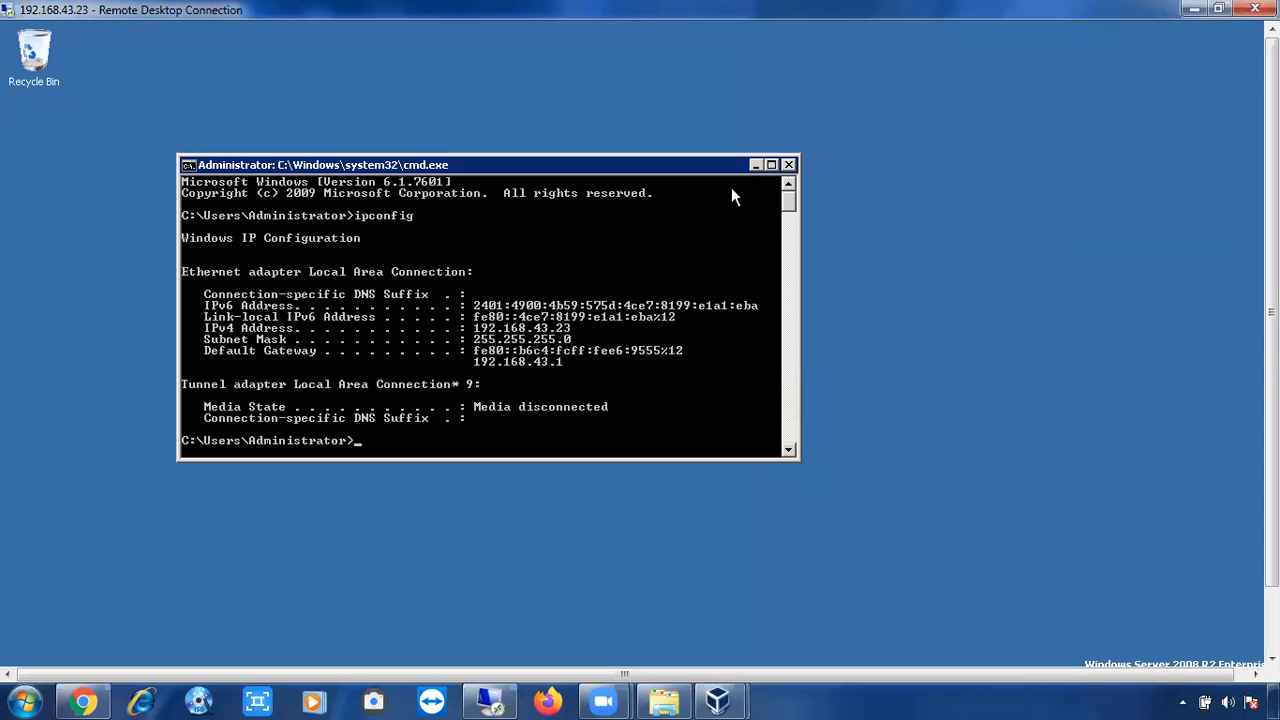 192.168.43.23 - Remote Desktop Connection
Recycle Bin
Administrator: C:\Windows\system32\cmd.exe
Microsoft Windows [Version 6.1.7601]
Copyright (c) 2009 Microsoft Corporation.  All rights reserved.
C:\Users\Administrator>ipconfig
Windows IP Configuration
Ethernet adapter Local Area Connection:
Connection-specific DNS Suffix  . :
IPv6 Address. . . . . . . . . . . : 2401:4900:4b59:575d:4ce7:8199:e1a1:eba
Link-local IPv6 Address . . . . . : fe80::4ce7:8199:e1a1:eba%12
IPv4 Address. . . . . . . . . . . : 192.168.43.23
Subnet Mask . . . . . . . . . . . : 255.255.255.0
Default Gateway . . . . . . . . . : fe80::b6c4:fcff:fee6:9555%12
192.168.43.1
Tunnel adapter Local Area Connection* 9:
Media State . . . . . . . . . . . : Media disconnected
Connection-specific DNS Suffix  . :
C:\Users\Administrator>_
Windows Server 2008 R2 Enterpris